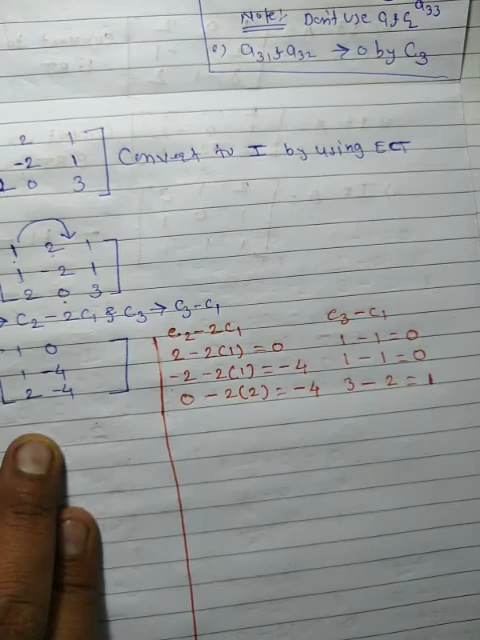 Note:- Don't use a33
e) a31 & a32 → 0 by C3
2 1
-2 1
2 0 3
Convert to I by using ECT
1 2 1
1 -2 1
2 0 3
→ C2 - 2C1 & C3 → C3 - C1
C2 - 2C1 C3 - C1
1 0
2 - 2(1) = 0 1 - 1 = 0
1 -4
-2 - 2(1) = -4 1 - 1 = 0
2 -4
0 - 2(2) = -4 3 - 2 = 1